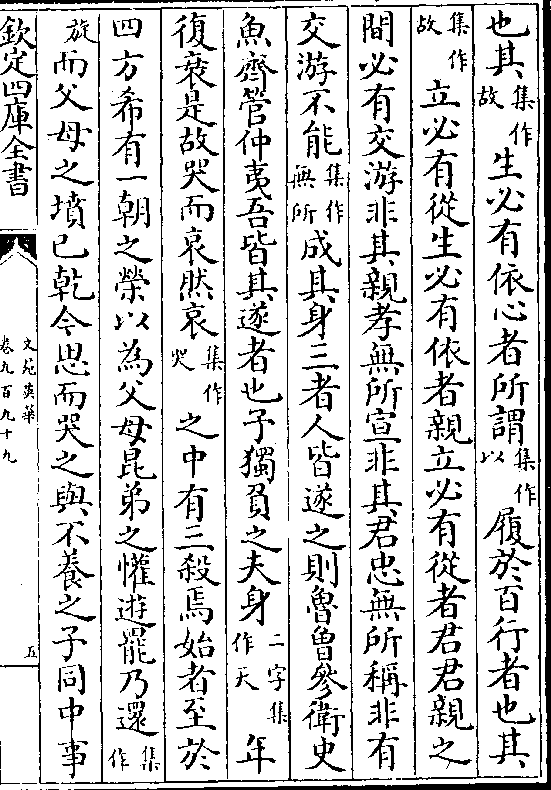 也其集作故生必有依心者所謂集作以履於百行者也其
集作故立必有從生必有依者親立必有從者君君親之
間必有交游非其親孝無所宣非其君忠無所稱非有
交游不能集作無所成其身三者人皆遂之則魯曾參衛史
魚齊管仲夷吾皆其遂者也子獨負之夫身二字集作天年
復衰是故哭而哀然哀集作哭之中有三殺焉始者至於
四方希有一朝之榮以為父母昆弟之懽遊罷乃還集作
旋而父母之墳已乾今思而哭之與不養之子同中事
欽定四庫全書
文苑英華
卷九百九十九
五